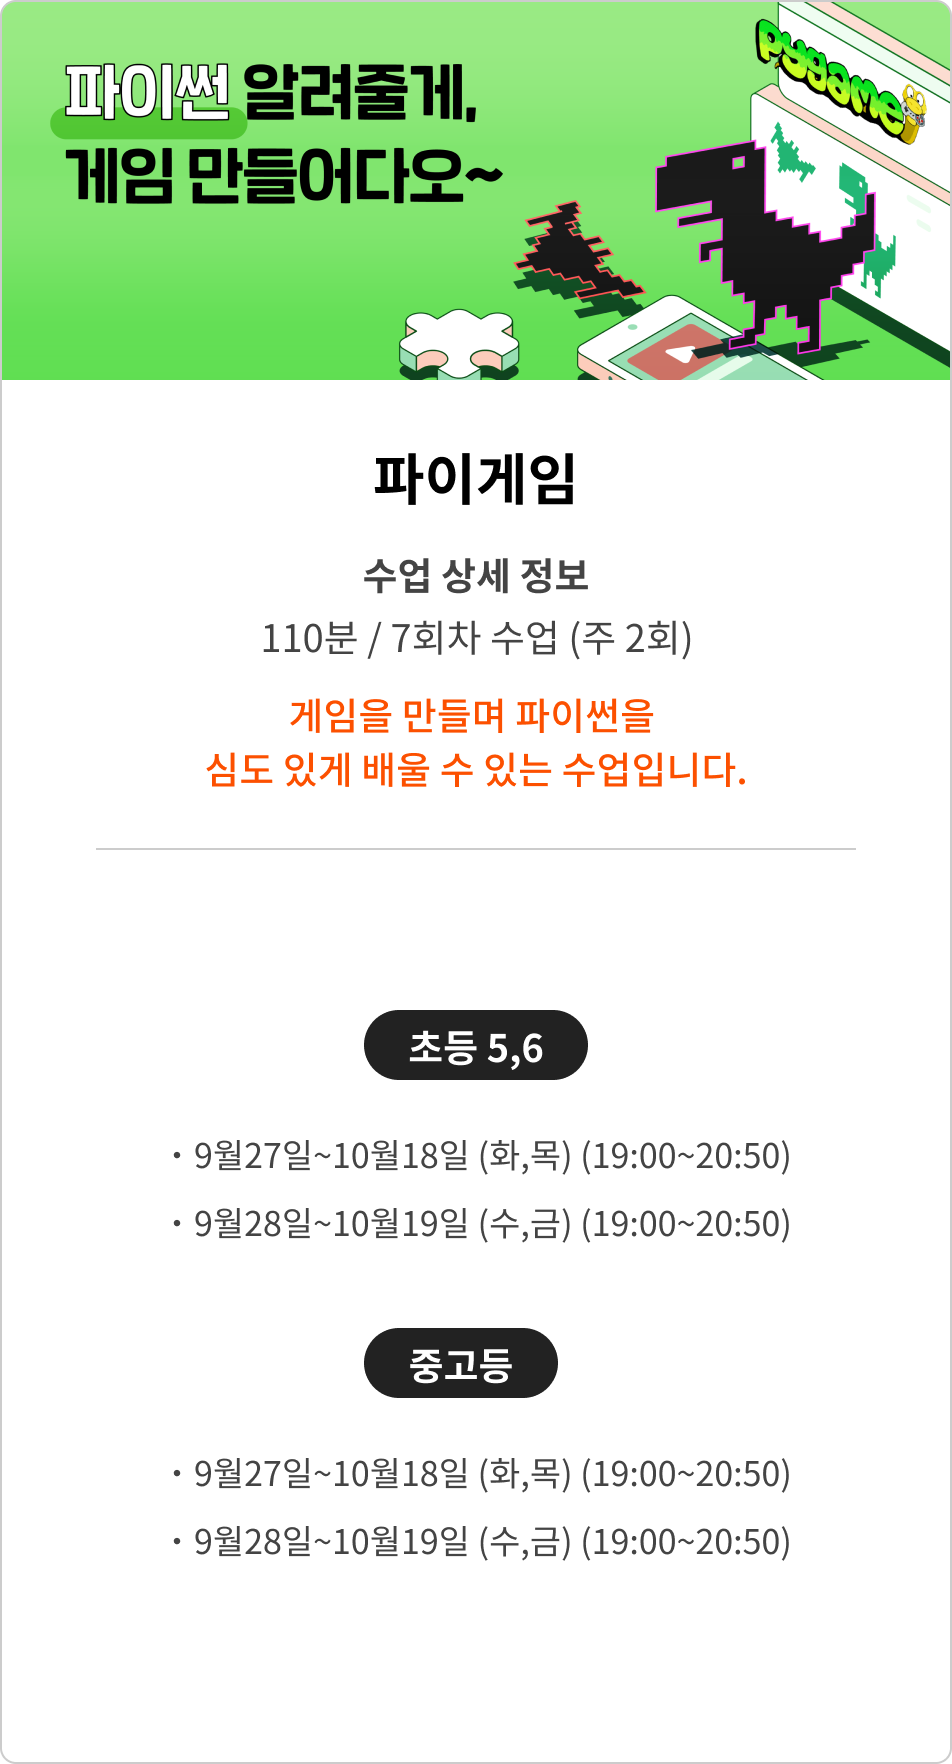 파이썬 알려줄게,
게임 만들어다오~
pygame
파이게임
수업 상세 정보
110분 / 7회차 수업 (주 2회)
게임을 만들며 파이썬을
심도 있게 배울 수 있는 수업입니다.
초등 5,6
· 9월27일~10월18일 (화,목) (19:00~20:50)
· 9월28일~10월19일 (수,금) (19:00~20:50)
중고등
· 9월27일~10월18일 (화,목) (19:00~20:50)
· 9월28일~10월19일 (수,금) (19:00~20:50)